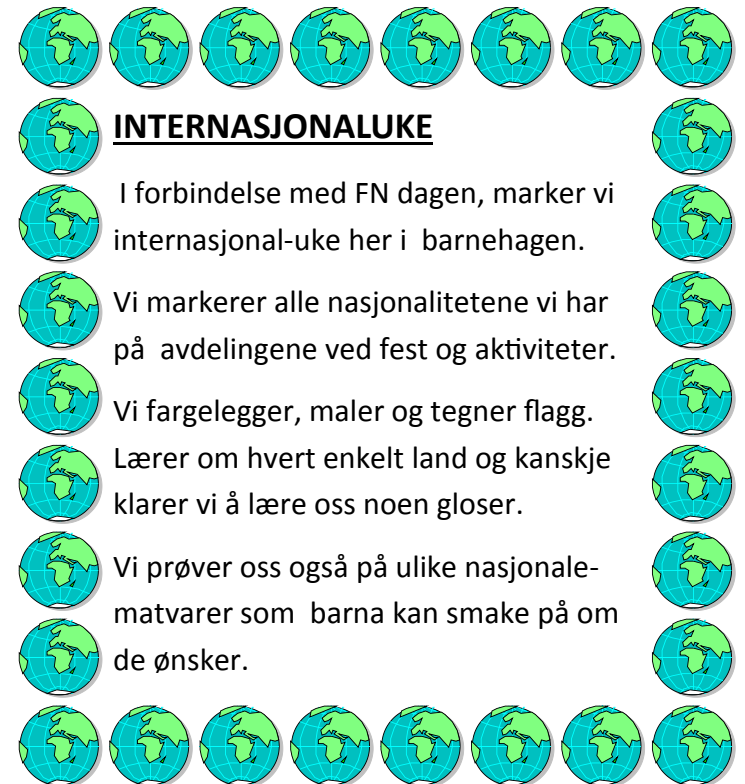 INTERNASJONALUKE
I forbindelse med FN dagen, marker vi
internasjonal-uke her i  barnehagen.
Vi markerer alle nasjonalitetene vi har
på  avdelingene ved fest og aktiviteter.
Vi fargelegger, maler og tegner flagg.
Lærer om hvert enkelt land og kanskje
klarer vi å lære oss noen gloser.
Vi prøver oss også på ulike nasjonale-
matvarer som  barna kan smake på om
de ønsker.